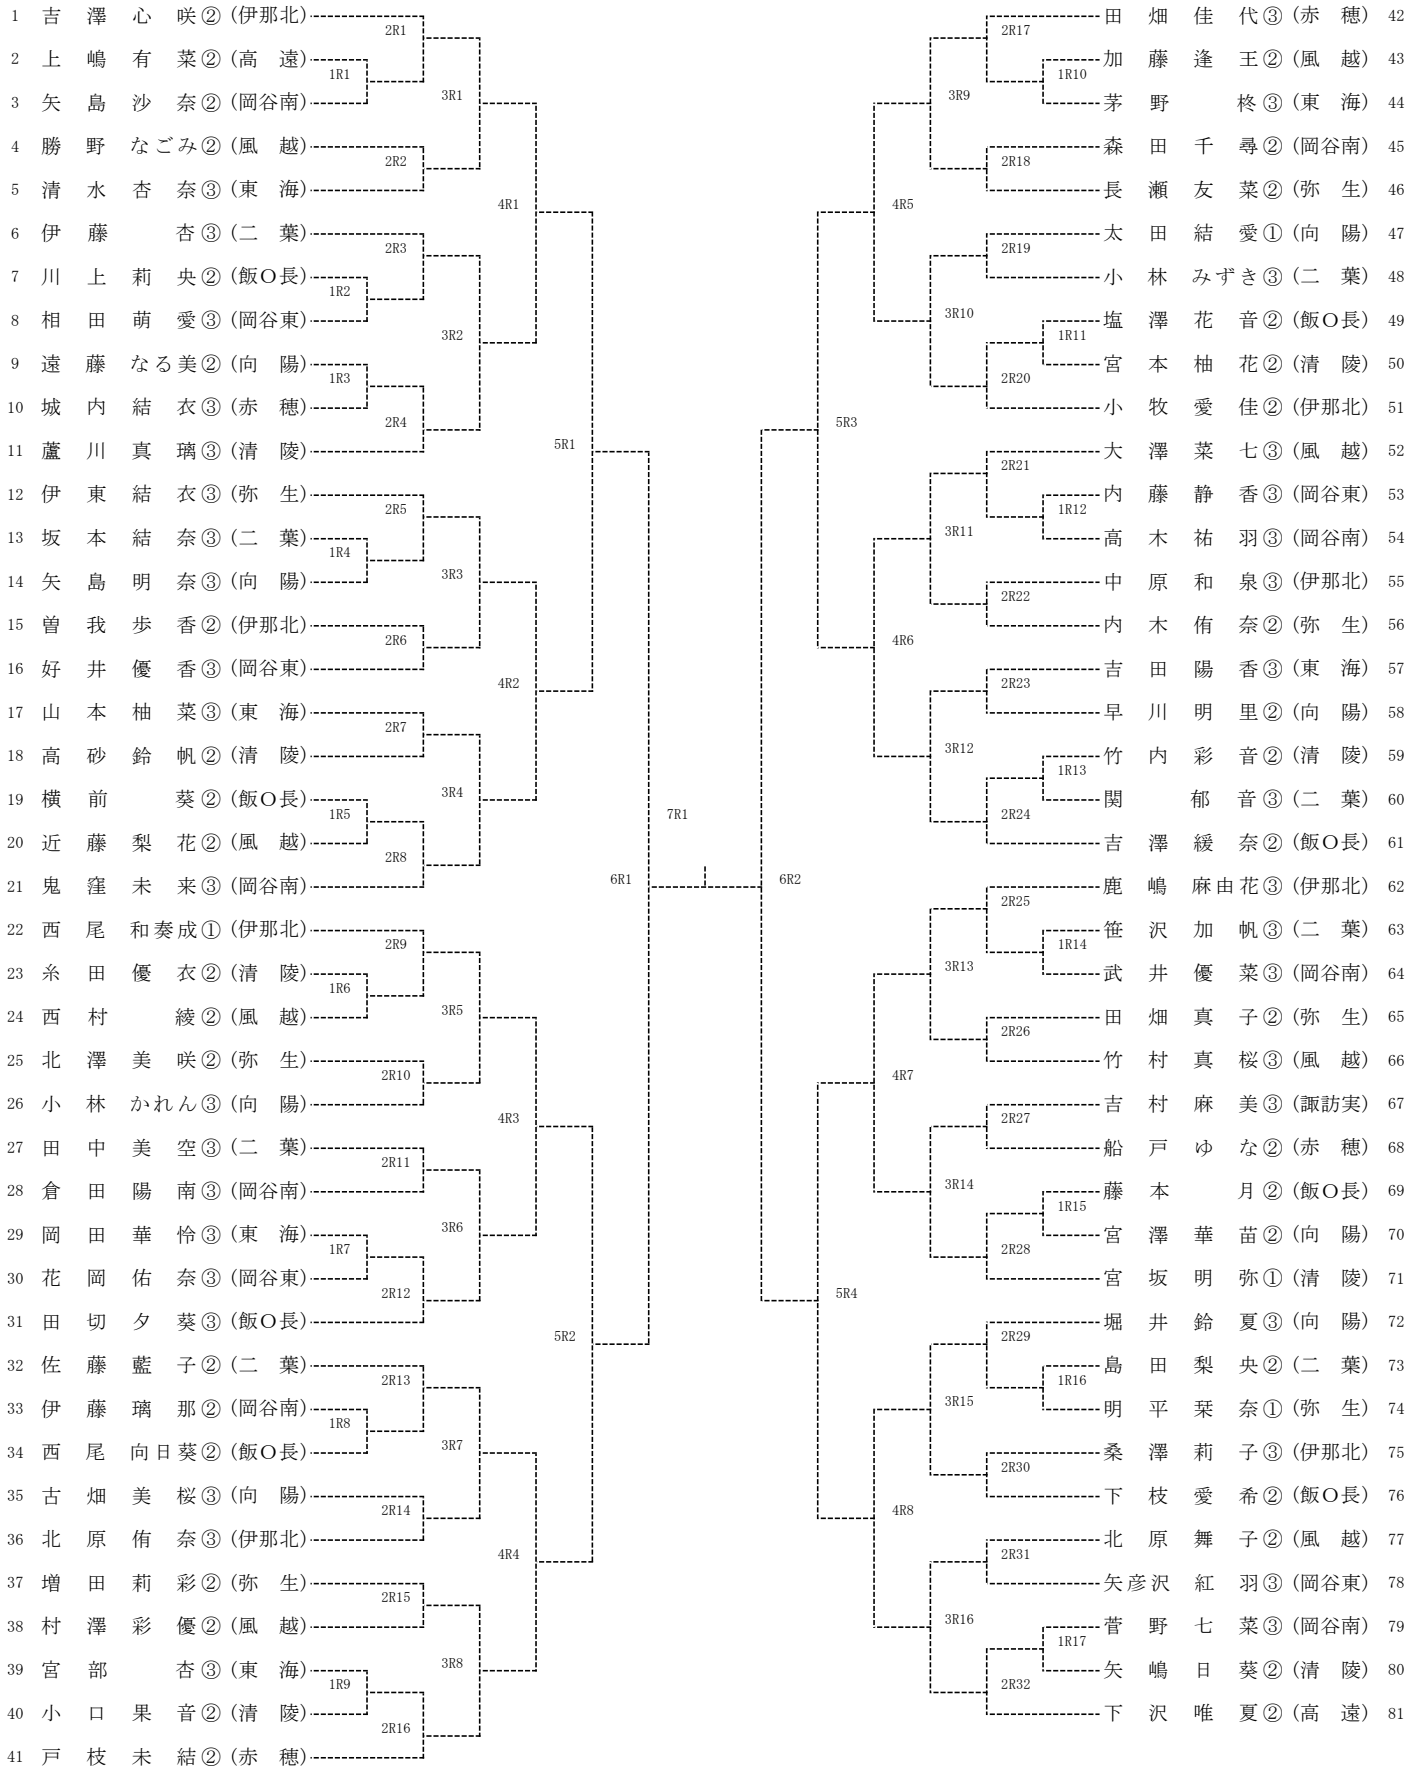 1 吉澤心咲② (伊那北)
2 上嶋有菜② (高遠)
3 矢島沙奈② (岡谷南)
4 勝野なごみ② (風越)
5 清水杏奈③ (東海)
6 伊藤杏③ (二葉)
7 川上莉央② (飯O長)
8 相田萌愛③ (岡谷東)
9 遠藤なる美② (向陽)
10 城内結衣③ (赤穂)
11 蘆川真璃③ (清陵)
12 伊東結衣③ (弥生)
13 坂本結奈③ (二葉)
14 矢島明奈③ (向陽)
15 曽我歩香② (伊那北)
16 好井優香③ (岡谷東)
17 山本柚菜③ (東海)
18 高砂鈴帆② (清陵)
19 横前葵② (飯O長)
20 近藤梨花② (風越)
21 鬼窪未来③ (岡谷南)
22 西尾和奏成① (伊那北)
23 糸田優衣② (清陵)
24 西村綾② (風越)
25 北澤美咲② (弥生)
26 小林かれん③ (向陽)
27 田中美空③ (二葉)
28 倉田陽南③ (岡谷南)
29 岡田華怜③ (東海)
30 花岡佑奈③ (岡谷東)
31 田切夕葵③ (飯O長)
32 佐藤藍子② (二葉)
33 伊藤璃那② (岡谷南)
34 西尾向日葵② (飯O長)
35 古畑美桜③ (向陽)
36 北原侑奈③ (伊那北)
37 増田莉彩② (弥生)
38 村澤彩優② (風越)
39 宮部杏③ (東海)
40 小口果音② (清陵)
41 戸枝未結② (赤穂)
1R1
1R2
1R3
1R4
1R5
1R6
1R7
1R8
1R9
2R1
2R2
2R3
2R4
2R5
2R6
2R7
2R8
2R9
2R10
2R11
2R12
2R13
2R14
2R15
2R16
3R1
3R2
3R3
3R4
3R5
3R6
3R7
3R8
4R1
4R2
4R3
4R4
5R1
5R2
6R1
7R1
6R2
5R3
5R4
4R5
4R6
4R7
4R8
3R9
3R10
3R11
3R12
3R13
3R14
3R15
3R16
2R17
2R18
2R19
2R20
2R21
2R22
2R23
2R24
2R25
2R26
2R27
2R28
2R29
2R30
2R31
2R32
1R10
1R11
1R12
1R13
1R14
1R15
1R16
1R17
田畑佳代③ (赤穂) 42
加藤逢王② (風越) 43
茅野柊③ (東海) 44
森田千尋② (岡谷南) 45
長瀬友菜② (弥生) 46
太田結愛① (向陽) 47
小林みずき③ (二葉) 48
塩澤花音② (飯O長) 49
宮本柚花② (清陵) 50
小牧愛佳② (伊那北) 51
大澤菜七③ (風越) 52
内藤静香③ (岡谷東) 53
高木祐羽③ (岡谷南) 54
中原和泉③ (伊那北) 55
内木侑奈② (弥生) 56
吉田陽香③ (東海) 57
早川明里② (向陽) 58
竹内彩音② (清陵) 59
関郁音③ (二葉) 60
吉澤緩奈② (飯O長) 61
鹿嶋麻由花③ (伊那北) 62
笹沢加帆③ (二葉) 63
武井優菜③ (岡谷南) 64
田畑真子② (弥生) 65
竹村真桜③ (風越) 66
吉村麻美③ (諏訪実) 67
船戸ゆな② (赤穂) 68
藤本月② (飯O長) 69
宮澤華苗② (向陽) 70
宮坂明弥① (清陵) 71
堀井鈴夏③ (向陽) 72
島田梨央② (二葉) 73
明平栞奈① (弥生) 74
桑澤莉子③ (伊那北) 75
下枝愛希② (飯O長) 76
北原舞子② (風越) 77
矢彦沢紅羽③ (岡谷東) 78
菅野七菜③ (岡谷南) 79
矢嶋日葵② (清陵) 80
下沢唯夏② (高遠) 81